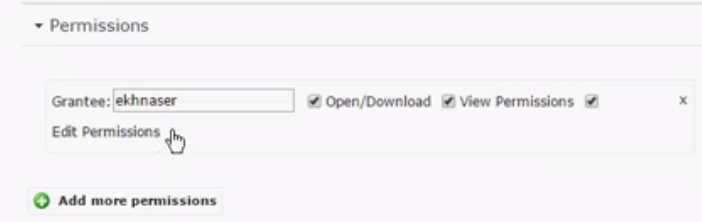 Permissions
Grantee: ekhnaser Open/Download View Permissions x
Edit Permissions
Add more permissions